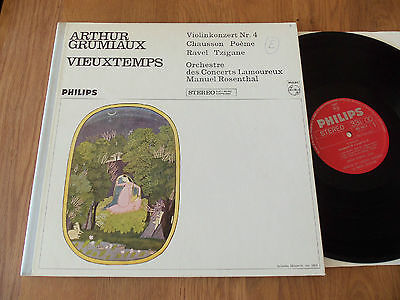 ARTHUR
GRUMIAUX
VIEUXTEMPS
Violinkonzert Nr. 4
Chausson Poème
Ravel Tzigane
Orchestre
des Concerts Lamoureux
Manuel Rosenthal
PHILIPS
STEREO
PHILIPS
STEREO